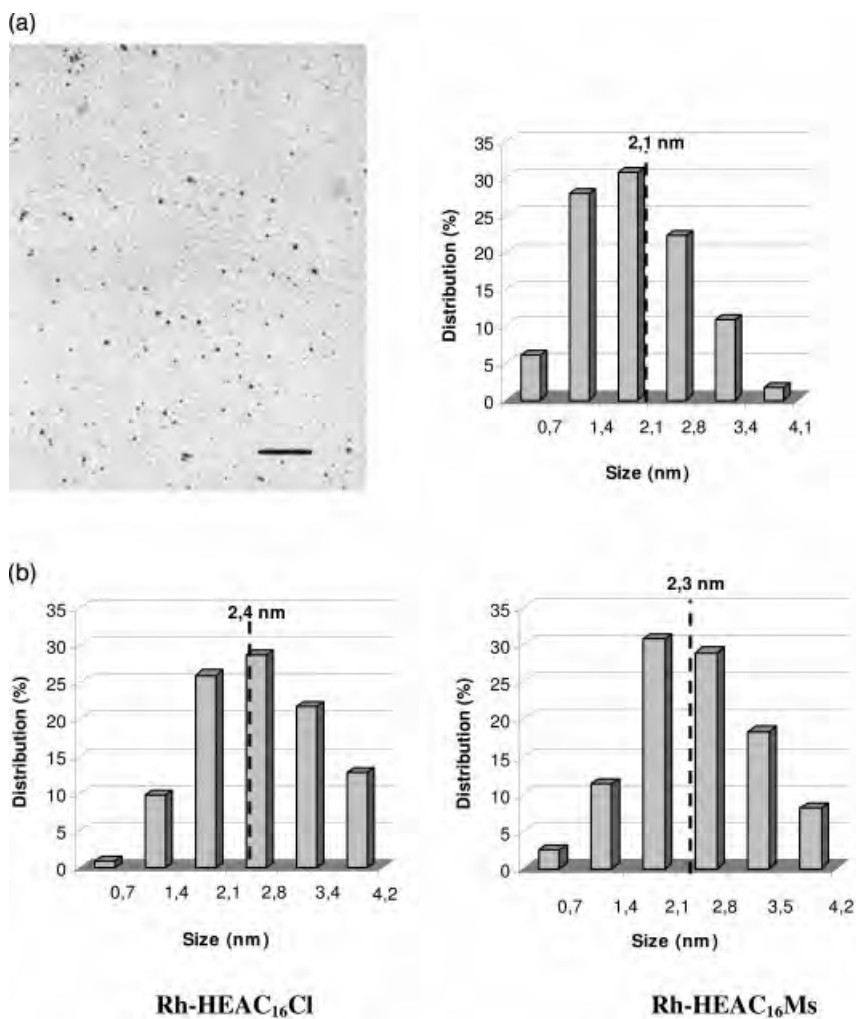 (a)
2,1 nm
35
30
25
20
15
10
5
0
Distribution (%)
0,7 1,4 2,1 2,8 3,4 4,1
Size (nm)
(b)
2,4 nm
35
30
25
20
15
10
5
0
Distribution (%)
0,7 1,4 2,1 2,8 3,4 4,2
Size (nm)
Rh-HEAC₁₆Cl
2,3 nm
35
30
25
20
15
10
5
0
Distribution (%)
0,7 1,4 2,1 2,8 3,5 4,2
Size (nm)
Rh-HEAC₁₆Ms